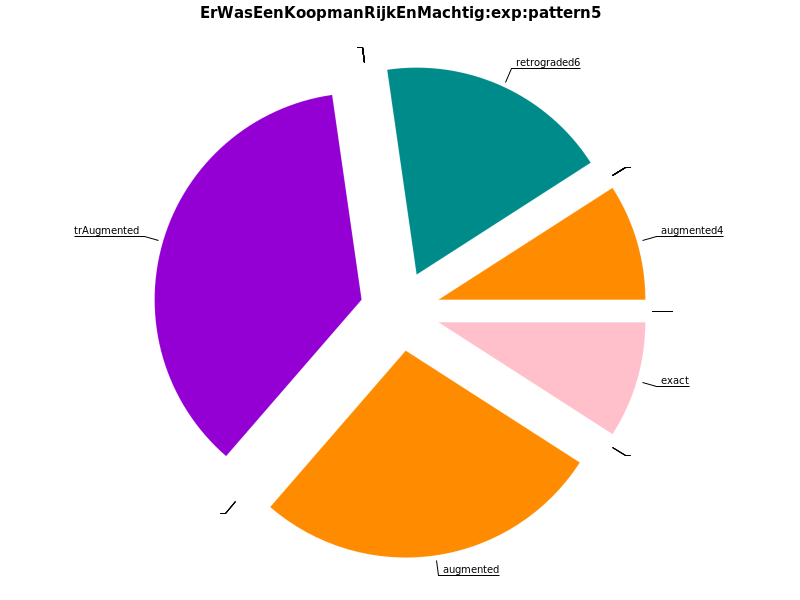 ErWasEenKoopmanRijkEnMachtig:exp:pattern5
retrograded6
trAugmented
augmented4
exact
augmented